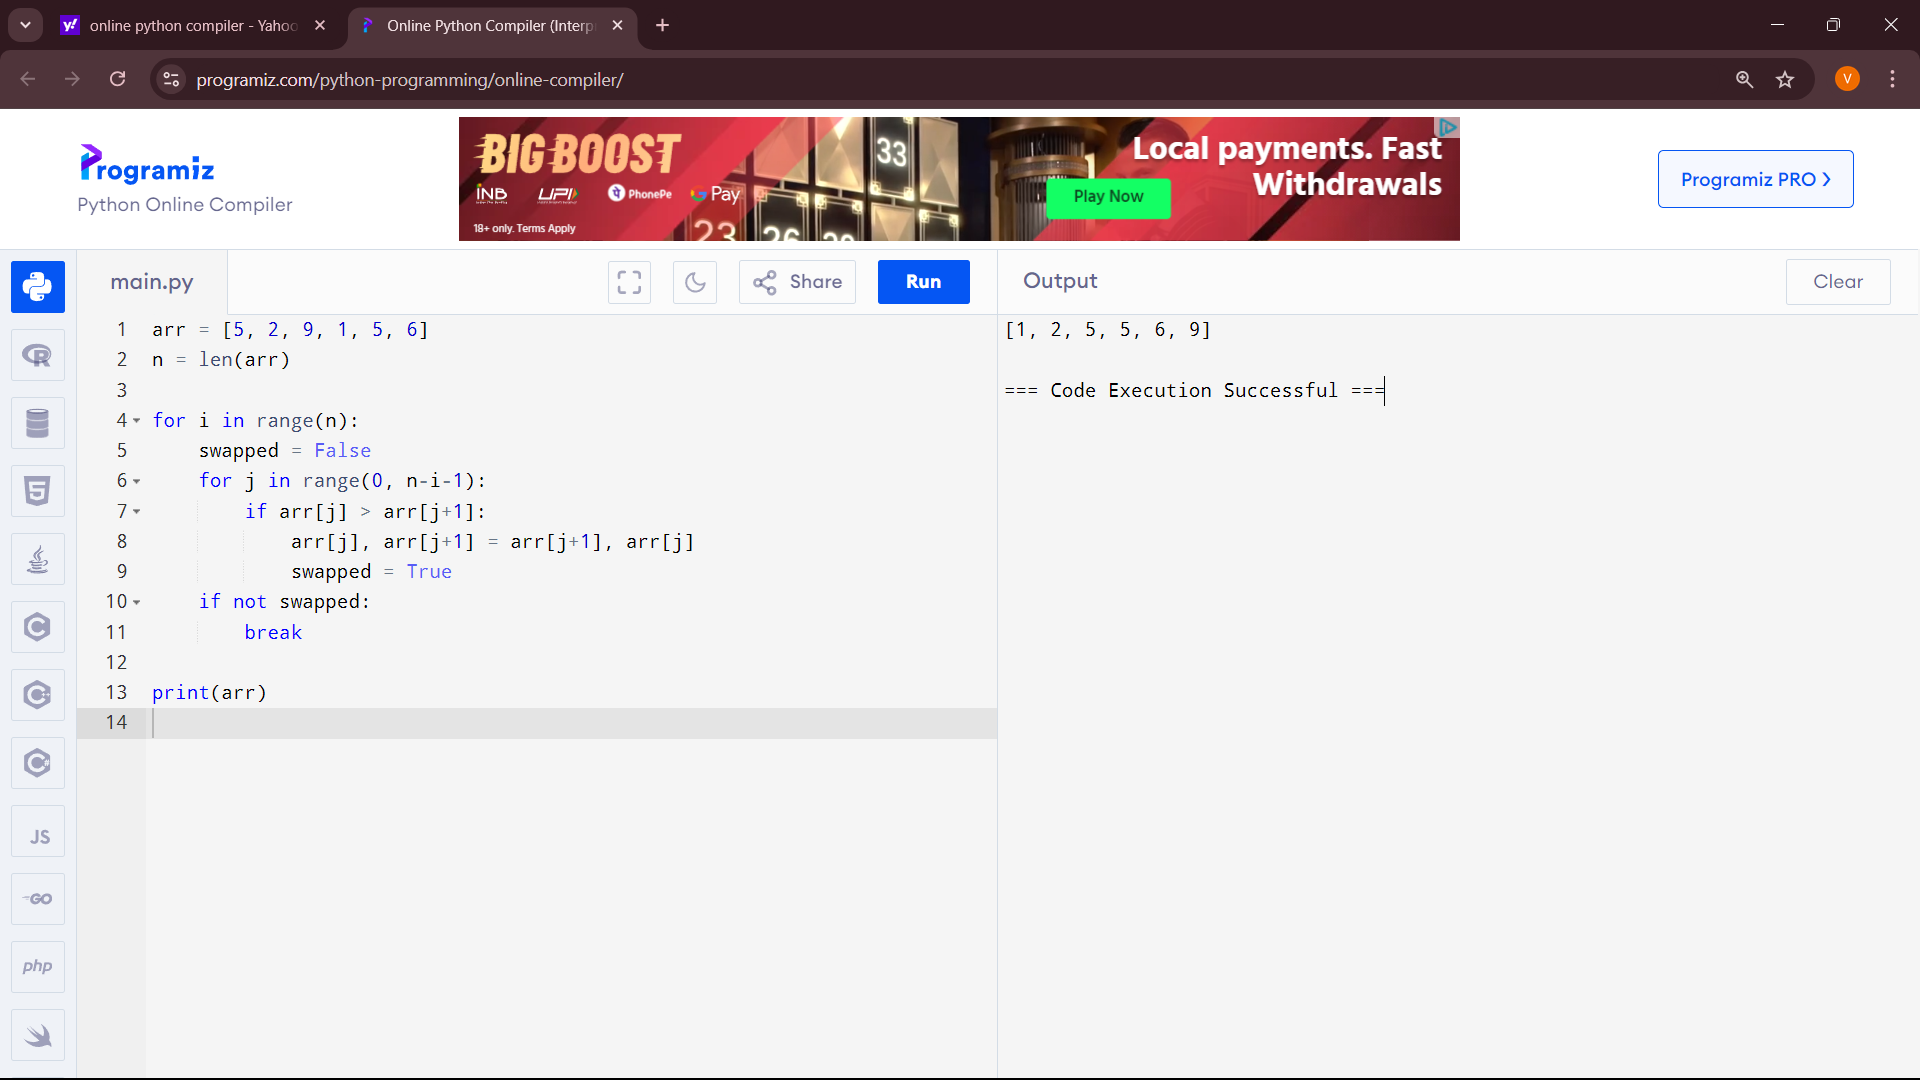 online python compiler - Yahoo
Online Python Compiler (Interp
programiz.com/python-programming/online-compiler/
V
Programiz
Python Online Compiler
BIG BOOST
INB
UPI
PhonePe
G Pay
18+ only. Terms Apply
33
23
26
Local payments. Fast
Withdrawals
Play Now
Programiz PRO
main.py
Share
Run
Output
Clear
1 arr = [5, 2, 9, 1, 5, 6]
2 n = len(arr)
3
4 for i in range(n):
5 swapped = False
6 for j in range(0, n-i-1):
7 if arr[j] > arr[j+1]:
8 arr[j], arr[j+1] = arr[j+1], arr[j]
9 swapped = True
10 if not swapped:
11 break
12
13 print(arr)
14
[1, 2, 5, 5, 6, 9]
=== Code Execution Successful ===
R
5
C
C++
C#
JS
GO
php